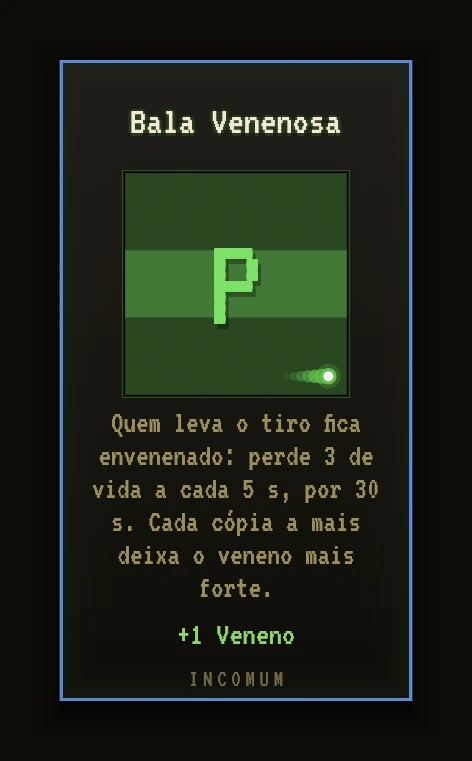 Bala Venenosa
P
Quem leva o tiro fica
envenenado: perde 3 de
vida a cada 5 s, por 30
s. Cada cópia a mais
deixa o veneno mais
forte.
+1 Veneno
INCOMUM